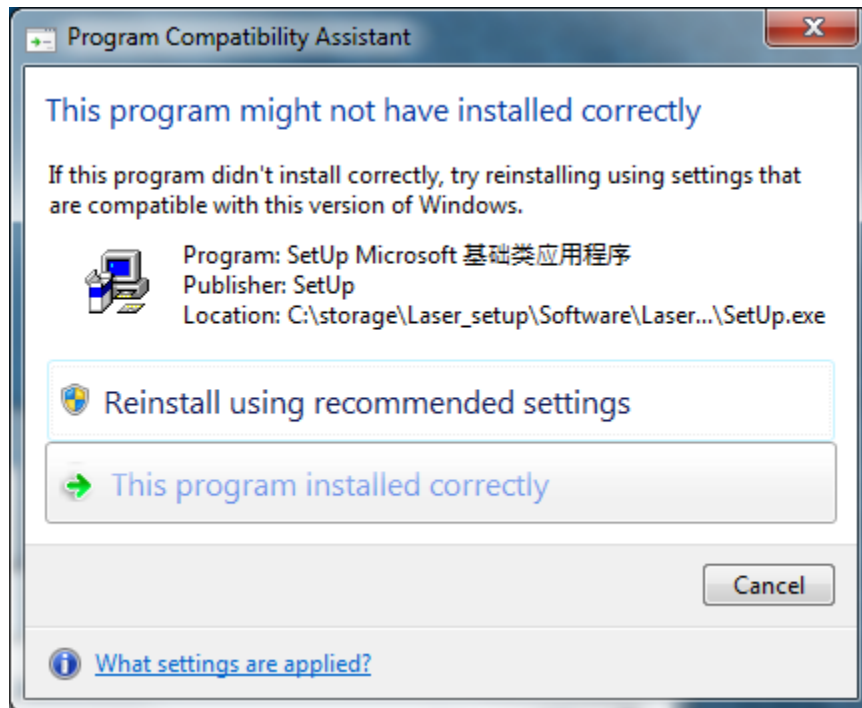 Program Compatibility Assistant
This program might not have installed correctly
If this program didn't install correctly, try reinstalling using settings that
are compatible with this version of Windows.
Program: SetUp Microsoft 基础类应用程序
Publisher: SetUp
Location: C:\storage\Laser_setup\Software\Laser...\SetUp.exe
Reinstall using recommended settings
This program installed correctly
Cancel
What settings are applied?